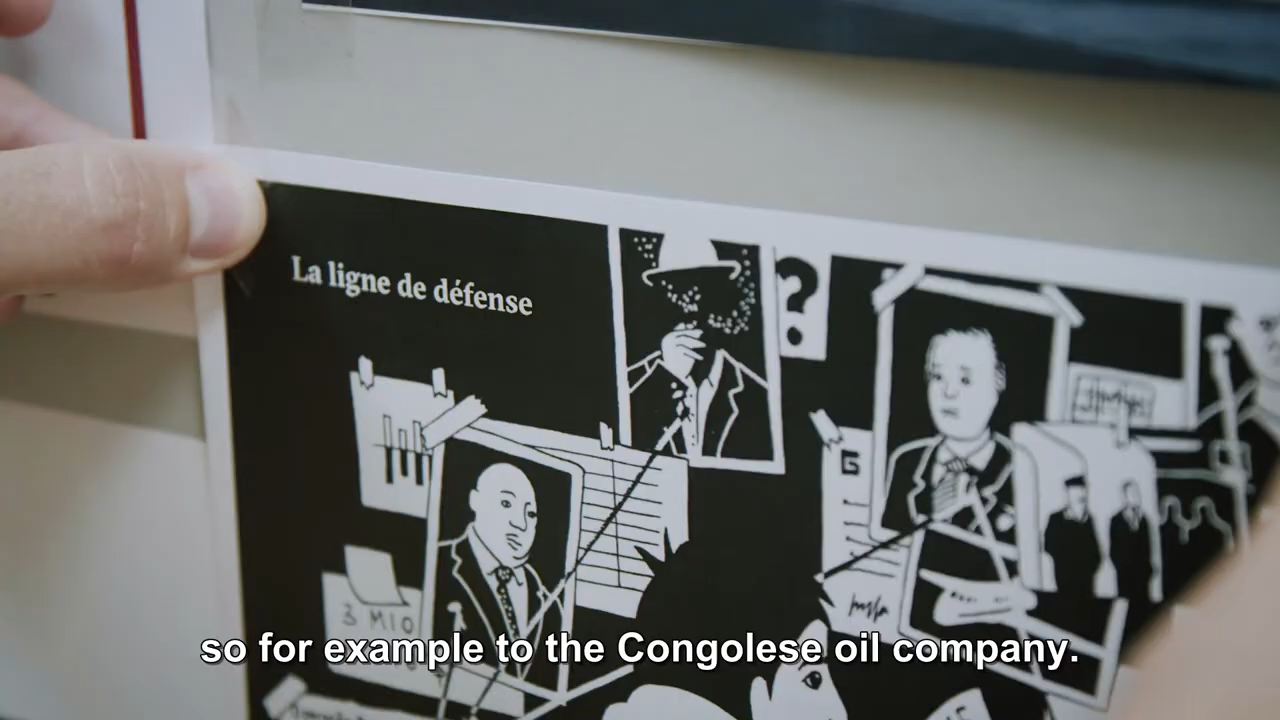 La ligne de défense
?
G
3 MIO
so for example to the Congolese oil company.